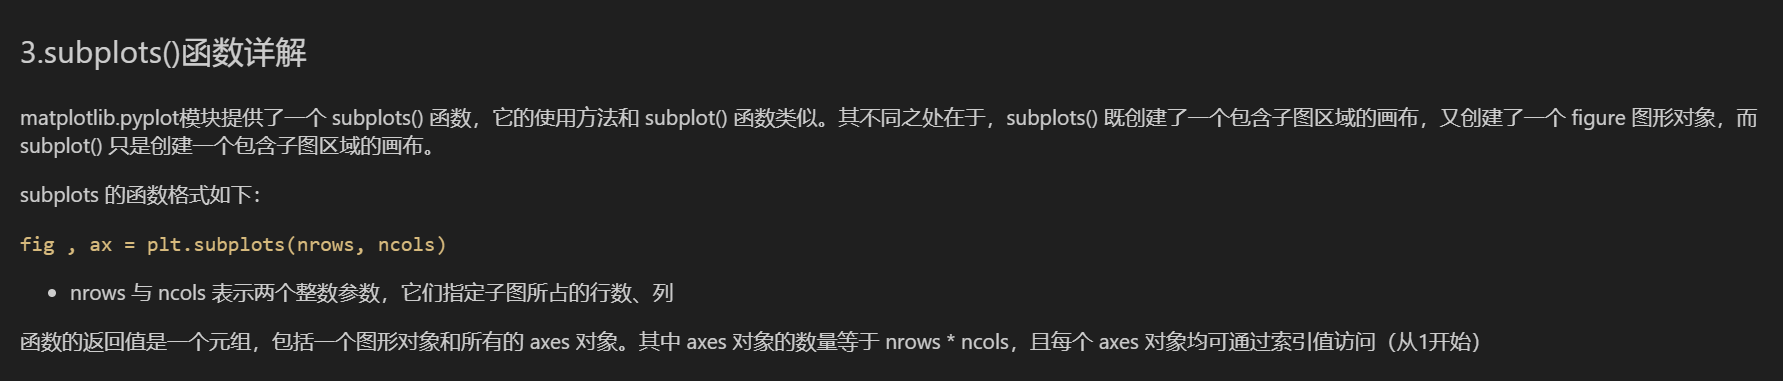 3.subplots()函数详解
matplotlib.pyplot模块提供了一个 subplots() 函数，它的使用方法和 subplot() 函数类似。其不同之处在于，subplots() 既创建了一个包含子图区域的画布，又创建了一个 figure 图形对象，而
subplot() 只是创建一个包含子图区域的画布。
subplots 的函数格式如下：
fig , ax = plt.subplots(nrows, ncols)
• nrows 与 ncols 表示两个整数参数，它们指定子图所占的行数、列
函数的返回值是一个元组，包括一个图形对象和所有的 axes 对象。其中 axes 对象的数量等于 nrows * ncols，且每个 axes 对象均可通过索引值访问（从1开始）